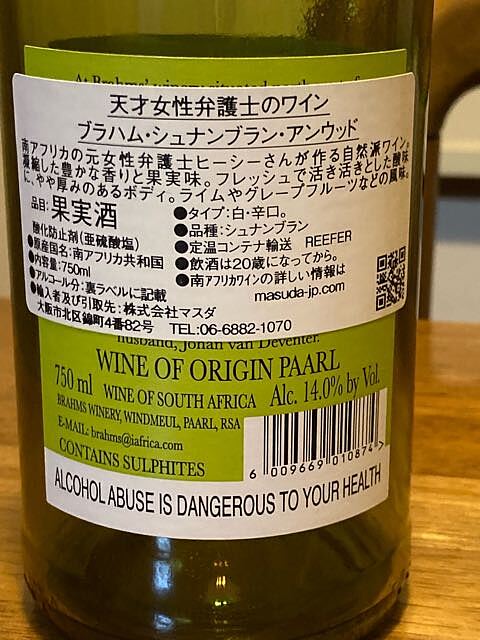 At Brahms' winery situated
天才女性弁護士のワイン
ブラハム・シュナンブラン・アンウッド
南アフリカの元女性弁護士ヒーシーさんが作る自然派ワイン。
凝縮した豊かな香りと果実味。フレッシュで活き活きとした酸味
に、やや厚みのあるボディ。ライムやグレープフルーツなどの風味。
品目:果実酒
酸化防止剤(亜硫酸塩)
●原産国名:南アフリカ共和国
●内容量:750ml
●アルコール分:裏ラベルに記載
●輸入者及び引取先:株式会社マスダ
大阪市北区錦町4番82号 TEL:06-6882-1070
●タイプ:白・辛口。
●品種:シュナンブラン
●定温コンテナ輸送 REEFER
●飲酒は20歳になってから。
●南アフリカワインの詳しい情報は
masuda-jp.com
husband, Johan van Deventer.
WINE OF ORIGIN PAARL
750 ml WINE OF SOUTH AFRICA Alc. 14.0% by Vol.
BRAHMS WINERY, WINDMEUL, PAARL, RSA
E-MAIL: brahms@iafrica.com
CONTAINS SULPHITES
6 009669 010874 >
ALCOHOL ABUSE IS DANGEROUS TO YOUR HEALTH